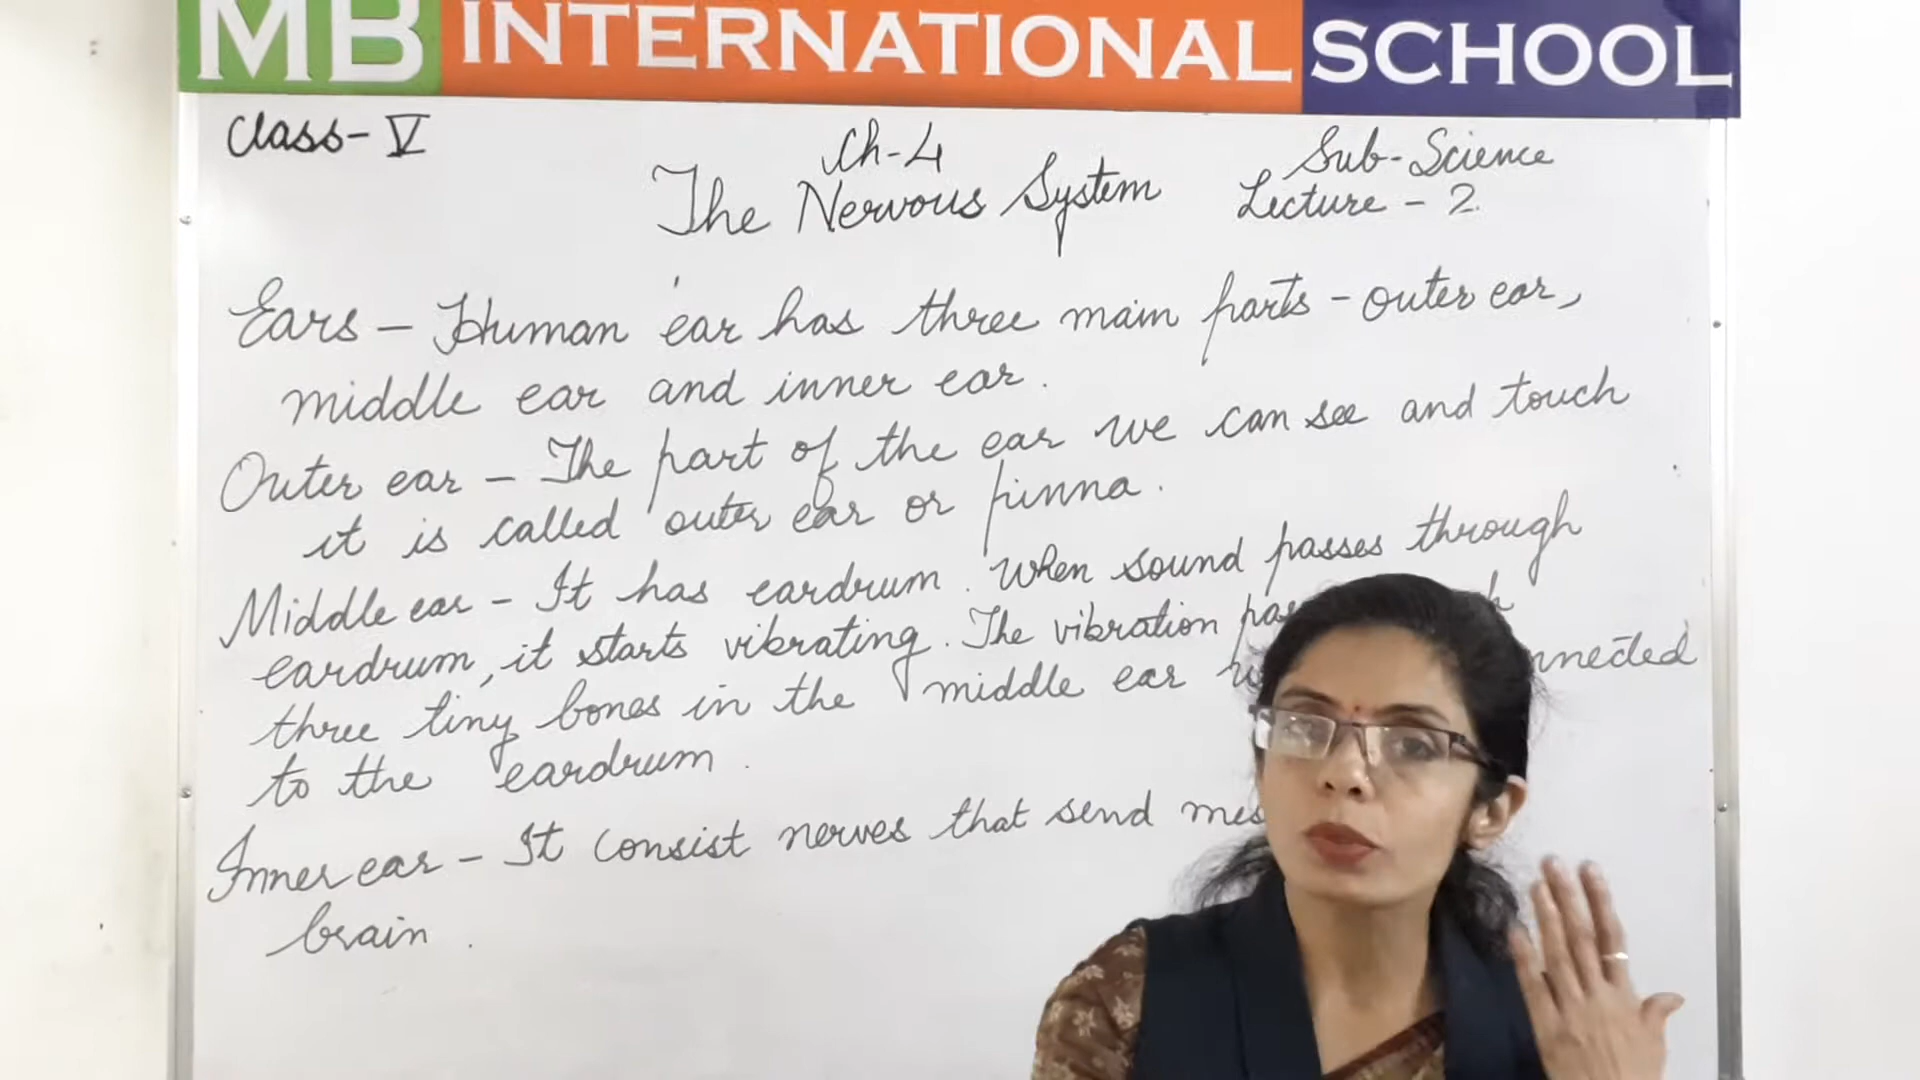 MB INTERNATIONAL SCHOOL
Class-V
Ch-4
Sub-Science
The Nervous System
Lecture - 2
Ears - Human ear has three main parts - outer ear,
middle ear and inner ear.
Outer ear - The part of the ear we can see and touch
it is called outer ear or pinna.
Middle ear - It has eardrum. When sound passes through
eardrum, it starts vibrating. The vibration
three tiny bones in the middle ear
to the eardrum.
Inner ear - It consist nerves that send
brain.